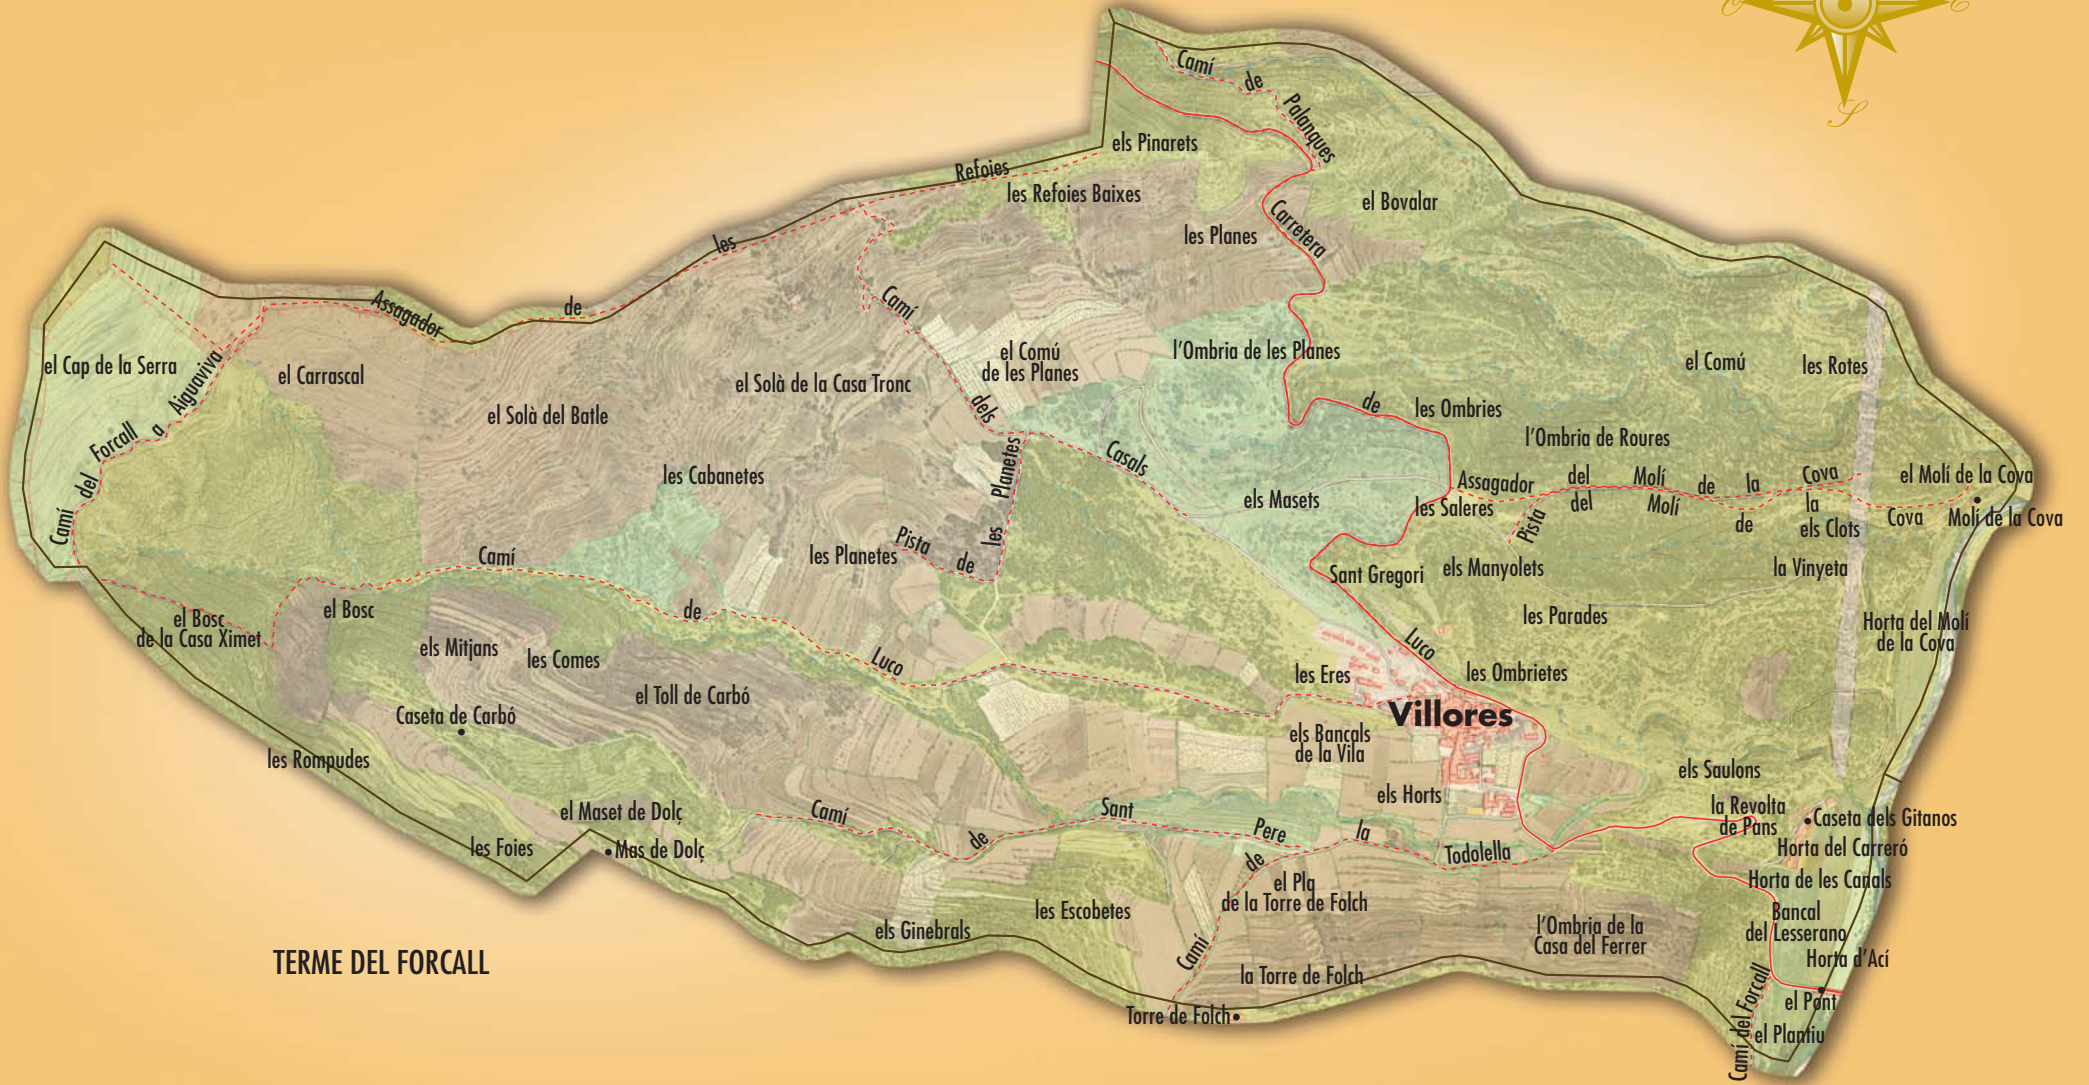 O
E
S
Camí de Palanques
els Pinarets
Assagador de les Refoies
les Refoies Baixes
el Bovalar
les Planes
Carretera de Luco
el Cap de la Serra
Camí del Forcall a Aiguaviva
el Carrascal
el Solà del Batle
el Solà de la Casa Tronc
Camí dels Casals
el Comú
de les Planes
l'Ombria de les Planes
el Comú
les Rotes
les Ombries
l'Ombria de Roures
les Cabanetes
els Masets
Assagador del Molí de la Cova
el Molí de la Cova
les Saleres
Pista del Molí de la Cova
Molí de la Cova
els Clots
les Planetes
Pista de les Planetes
Sant Gregori
els Manyolets
la Vinyeta
les Parades
Horta del Molí
de la Cova
Camí de Luco
el Bosc
de la Casa Ximet
el Bosc
els Mitjans
les Comes
el Toll de Carbó
Caseta de Carbó
les Eres
les Ombrietes
Villores
els Bancals
de la Vila
les Rompudes
els Saulons
els Horts
la Revolta
de Pans
Caseta dels Gitanos
el Maset de Dolç
Camí de Sant Pere
les Foies
Mas de Dolç
Camí de la Todolella
Horta del Carreró
Horta de les Canals
el Pla
de la Torre de Folch
les Escobetes
els Ginebrals
Bancal
del Lesserano
l'Ombria de la
Casa del Ferrer
Horta d'Ací
la Torre de Folch
TERME DEL FORCALL
Torre de Folch
el Pont
Camí del Forcall
el Plantiu